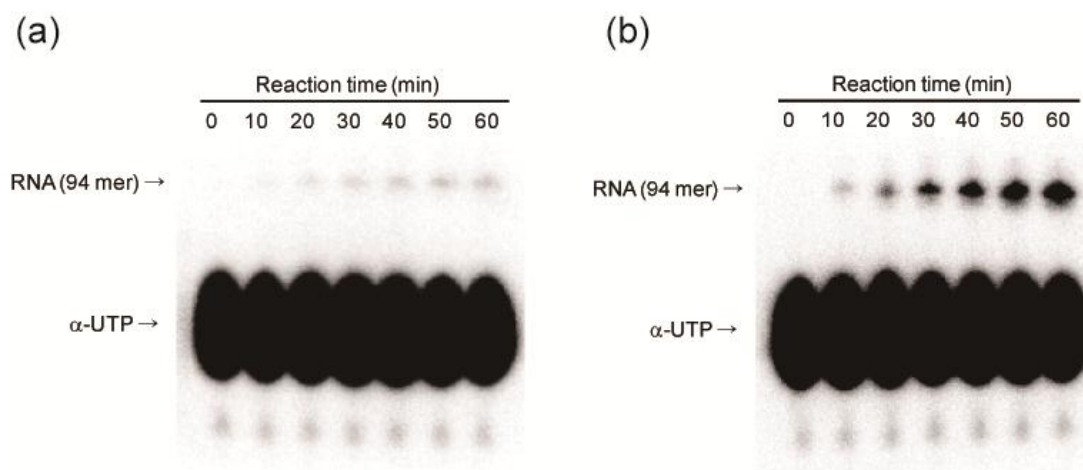 (a)
Reaction time (min)
0 10 20 30 40 50 60
RNA (94 mer) →
α-UTP →
(b)
Reaction time (min)
0 10 20 30 40 50 60
RNA (94 mer) →
α-UTP →